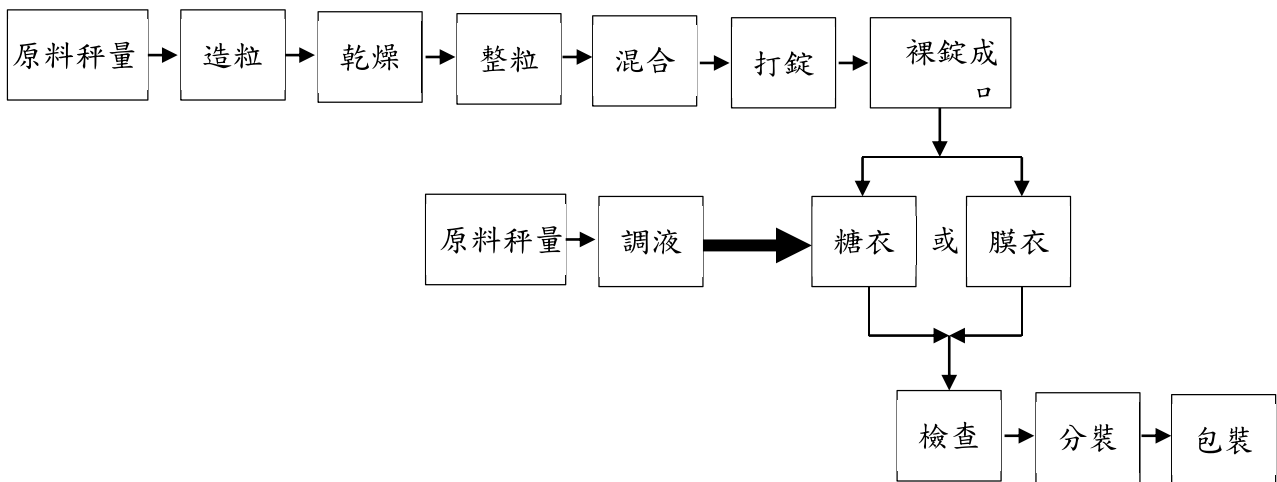 原料秤量
造粒
乾燥
整粒
混合
打錠
裸錠成
原料秤量
調液
糖衣
或
膜衣
檢查
分裝
包裝